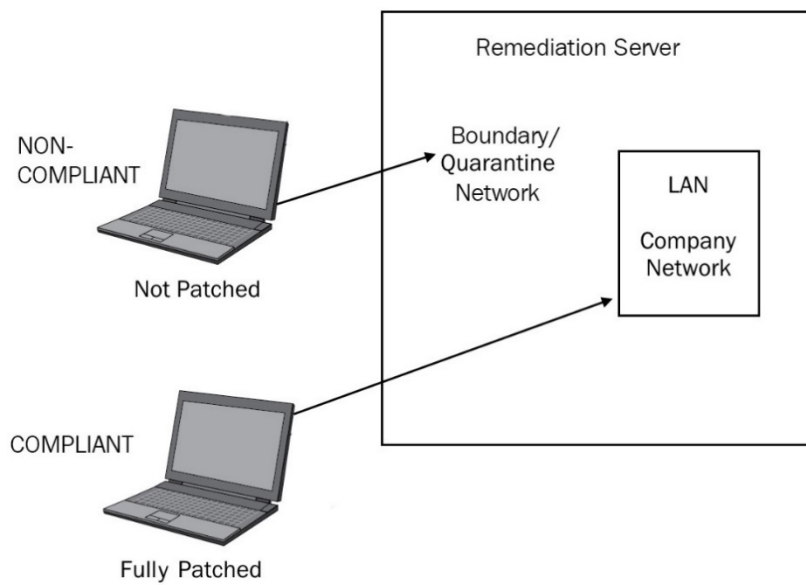 Remediation Server
NON-
COMPLIANT
Boundary/
Quarantine
Network
LAN
Company
Network
Not Patched
COMPLIANT
Fully Patched